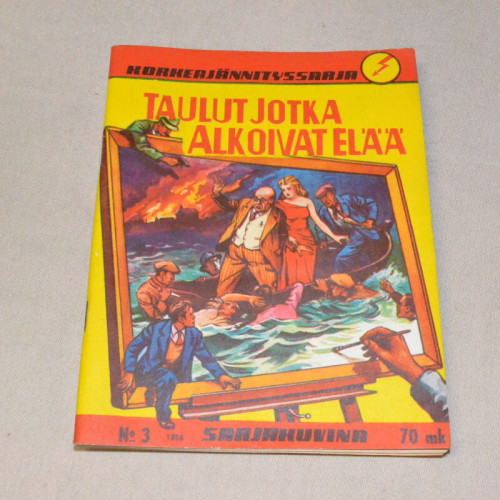 KORKEAJÄNNITYSSARJA
TAULUT JOTKA
ALKOIVAT ELÄÄ
No 3
SARJAKUVINA
70 mk